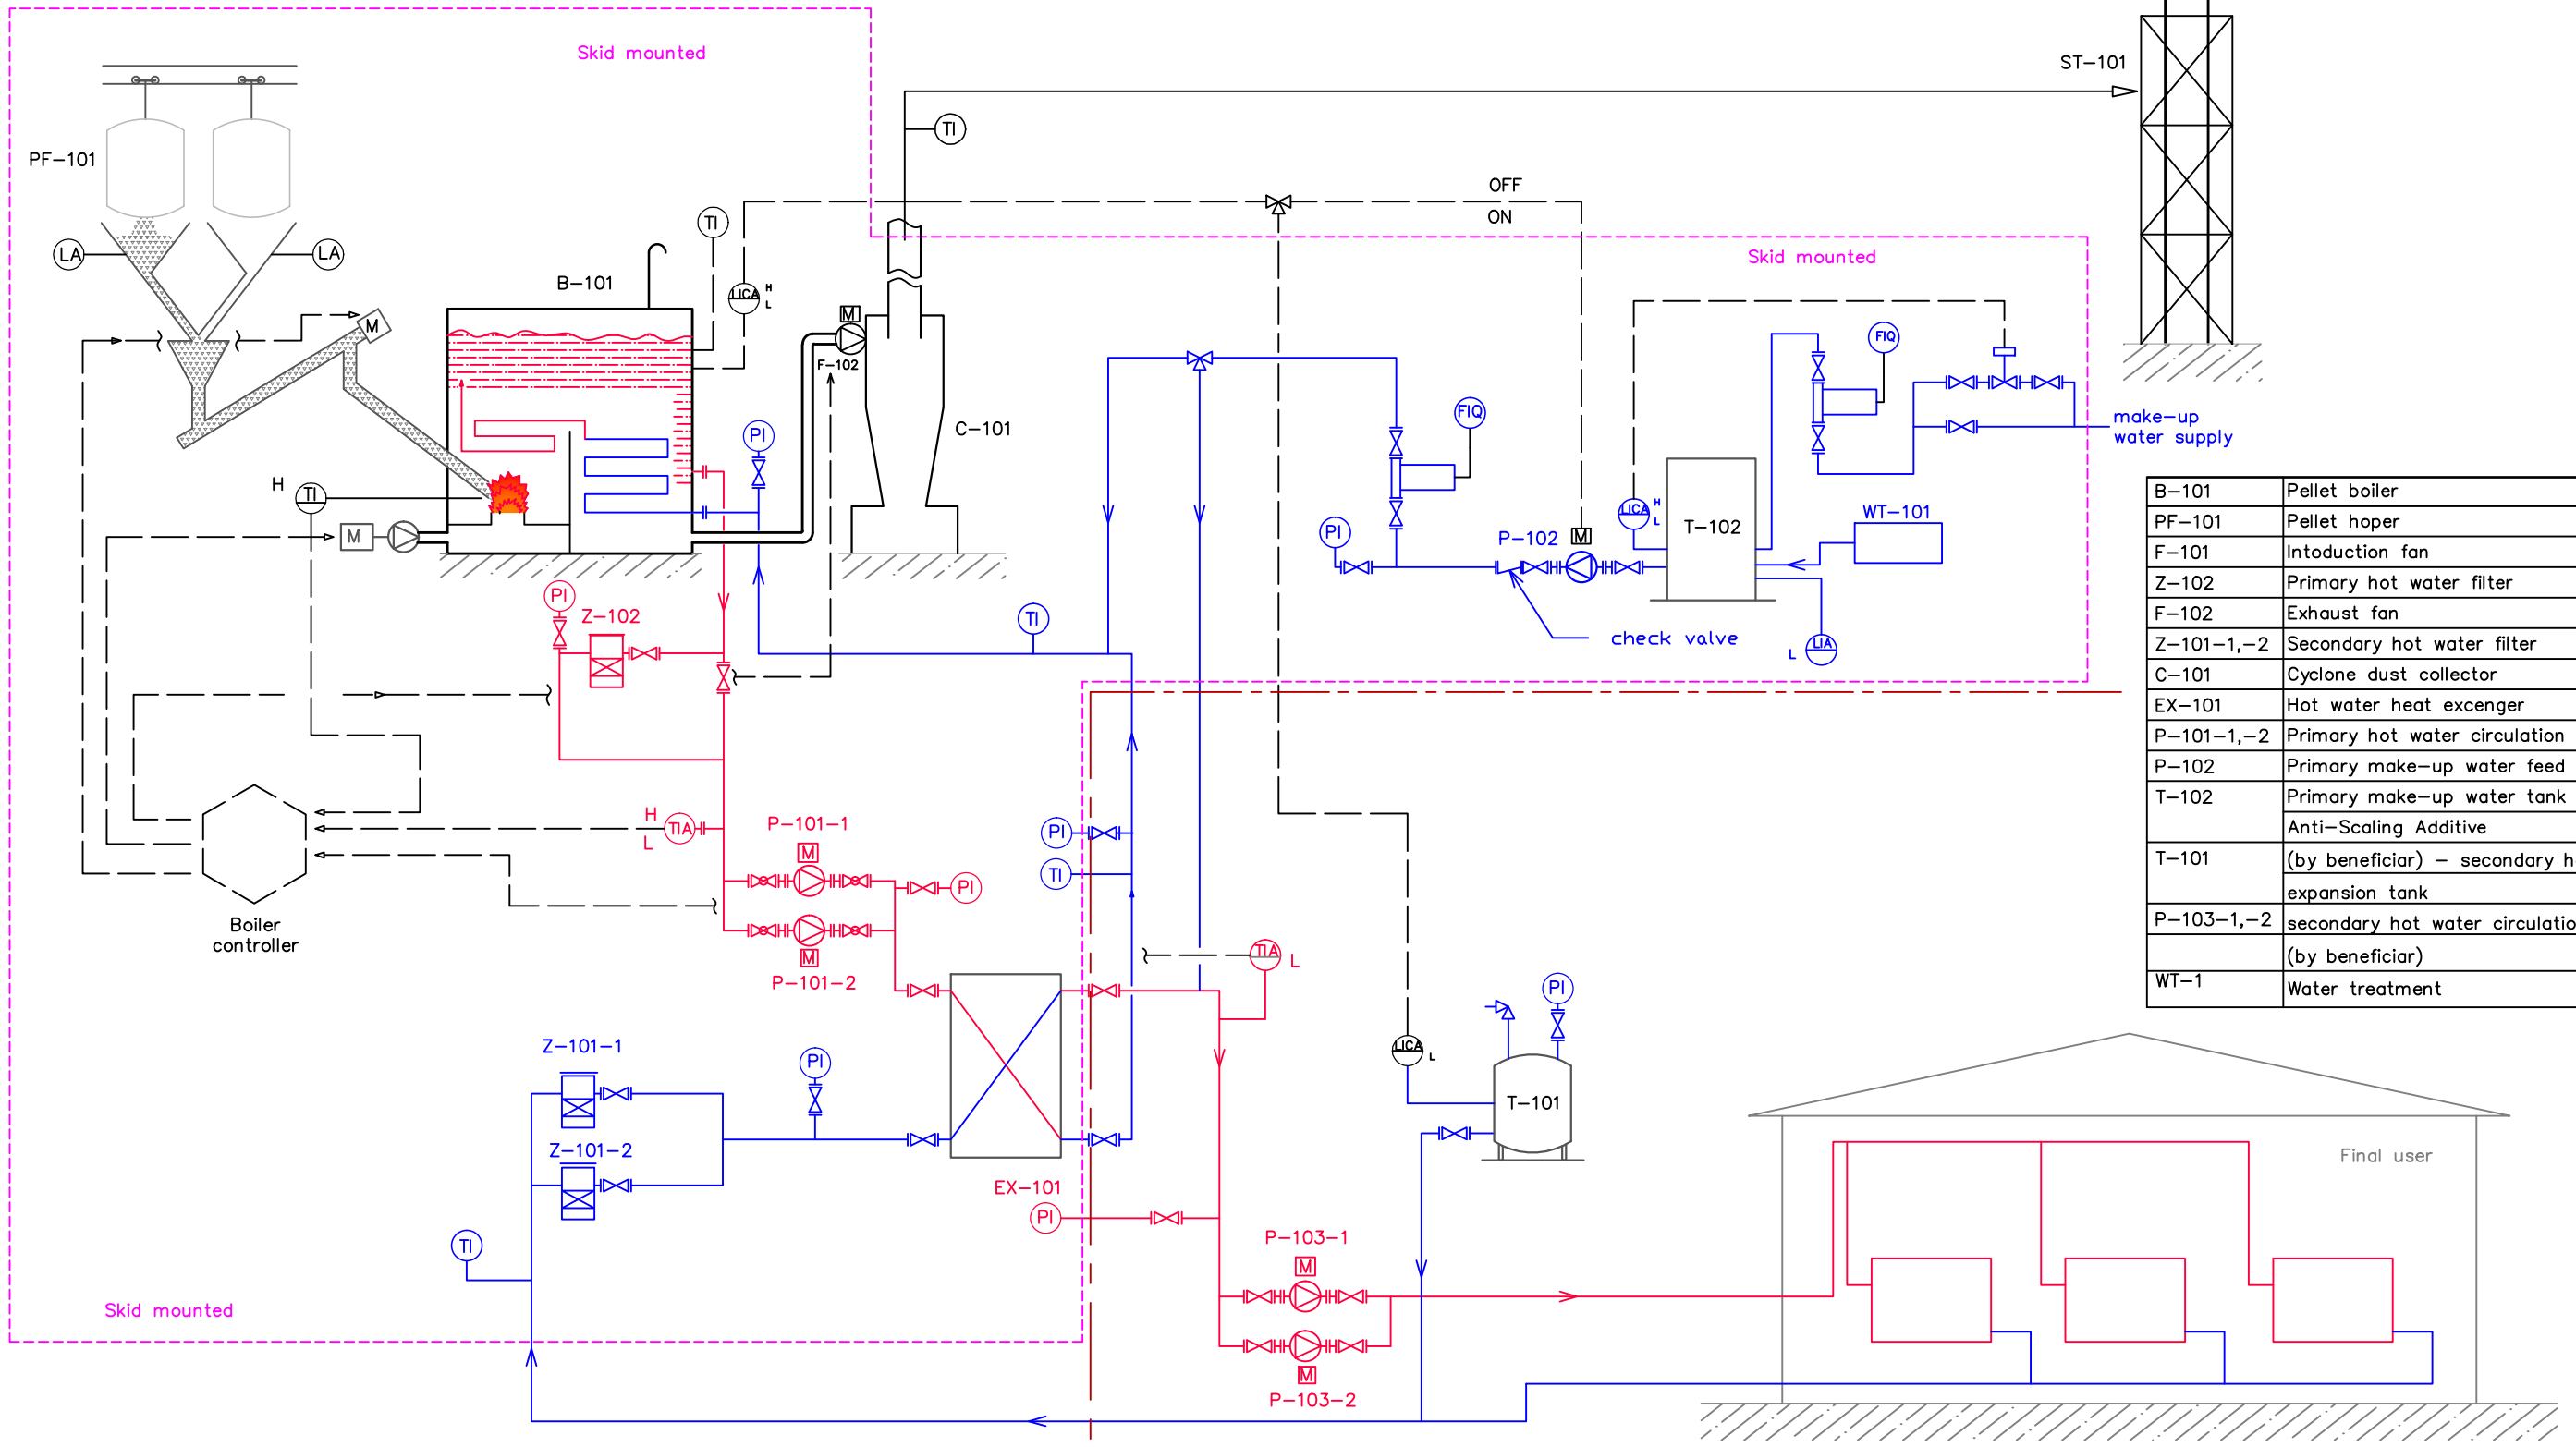 Skid mounted
ST-101
TI
PF-101
OFF
ON
TI
LA
LA
Skid mounted
B-101
LICA
H
L
M
M
F-102
FIQ
PI
FIQ
C-101
make-up
water supply
H
TI
M
LICA
H
L
T-102
WT-101
PI
P-102
M
PI
Z-102
TI
check valve
LIA
L
B-101 Pellet boiler
PF-101 Pellet hoper
F-101 Intoduction fan
Z-102 Primary hot water filter
F-102 Exhaust fan
Z-101-1,-2 Secondary hot water filter
C-101 Cyclone dust collector
EX-101 Hot water heat excenger
P-101-1,-2 Primary hot water circulation
P-102 Primary make-up water feed
T-102 Primary make-up water tank
Anti-Scaling Additive
T-101 (by beneficiar) - secondary h
expansion tank
P-103-1,-2 secondary hot water circulatio
(by beneficiar)
WT-1 Water treatment
H
TIA
L
P-101-1
M
PI
TI
PI
M
P-101-2
Boiler
controller
TIA
L
PI
LICA
L
T-101
Z-101-1
PI
Z-101-2
EX-101
PI
TI
Final user
P-103-1
M
M
P-103-2
Skid mounted